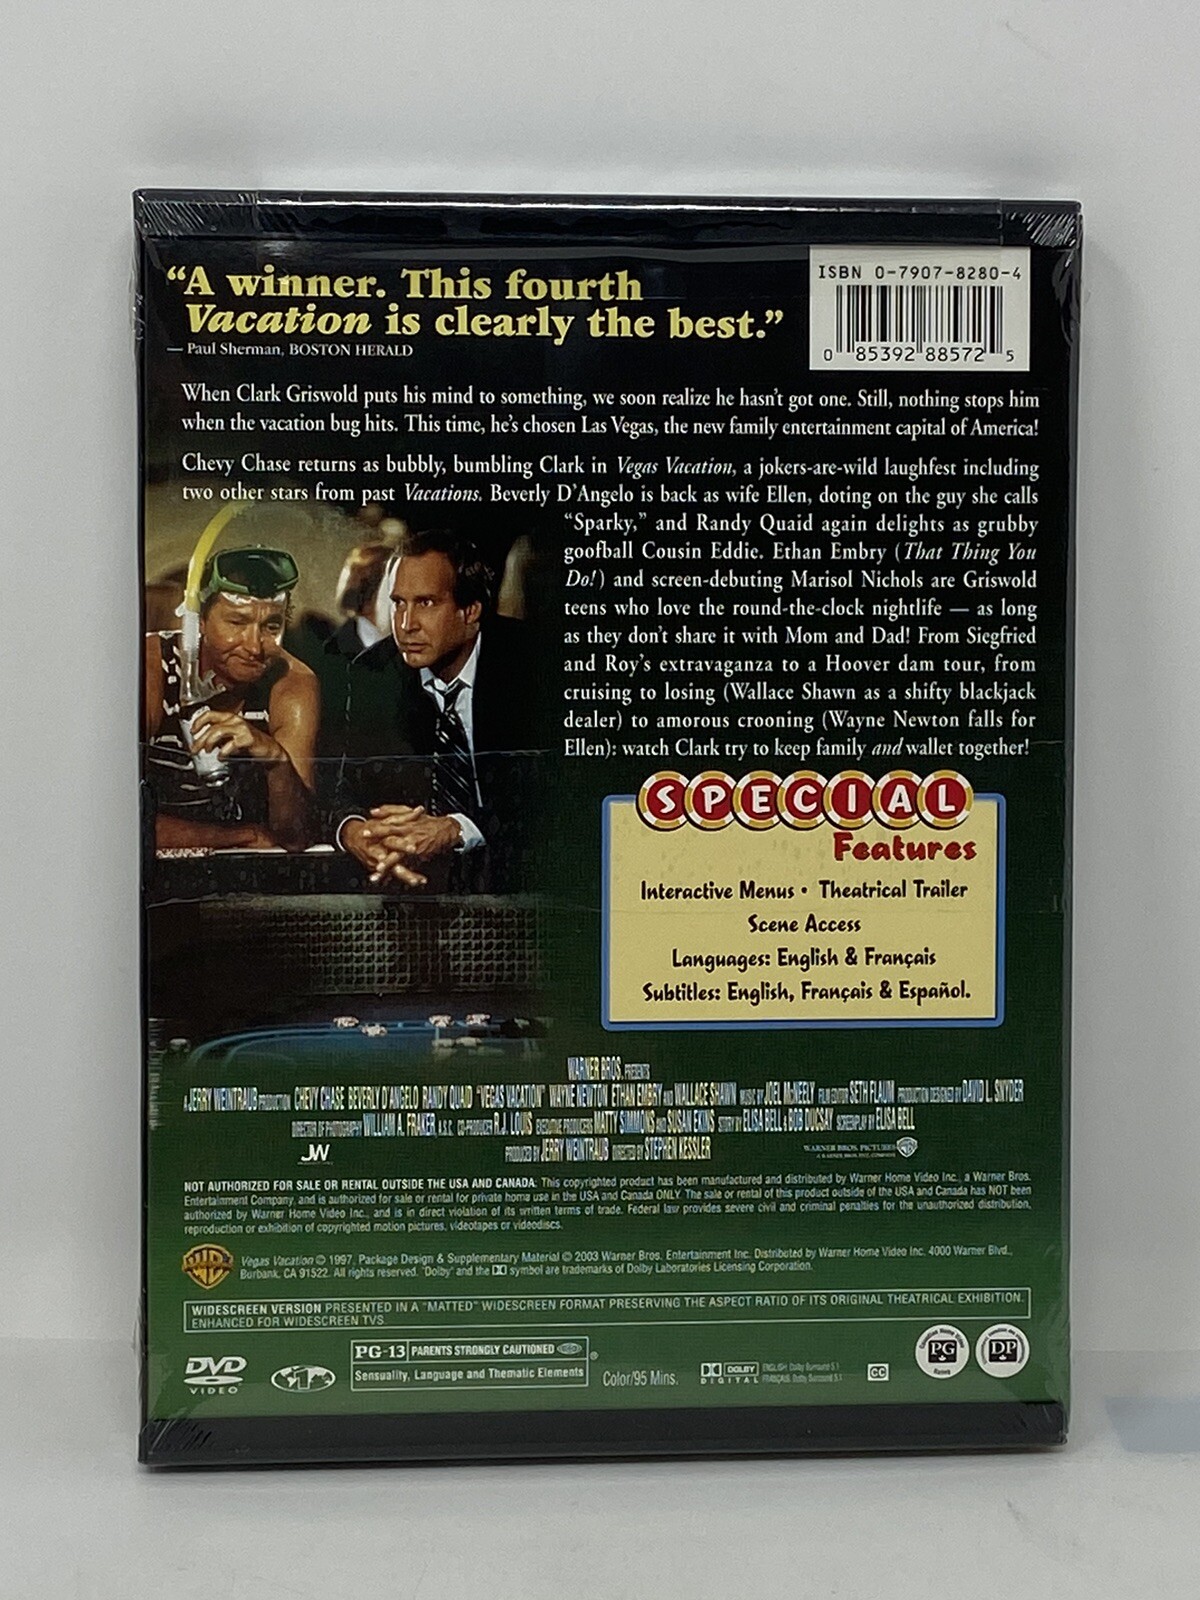 “A winner. This fourth
Vacation is clearly the best.”
— Paul Sherman, BOSTON HERALD
ISBN 0-7907-8280-4
0 85392 88572 5
When Clark Griswold puts his mind to something, we soon realize he hasn't got one. Still, nothing stops him
when the vacation bug hits. This time, he's chosen Las Vegas, the new family entertainment capital of America!
Chevy Chase returns as bubbly, bumbling Clark in Vegas Vacation, a jokers-are-wild laughfest including
two other stars from past Vacations. Beverly D'Angelo is back as wife Ellen, doting on the guy she calls
“Sparky,” and Randy Quaid again delights as grubby
goofball Cousin Eddie. Ethan Embry (That Thing You
Do!) and screen-debuting Marisol Nichols are Griswold
teens who love the round-the-clock nightlife — as long
as they don't share it with Mom and Dad! From Siegfried
and Roy's extravaganza to a Hoover dam tour, from
cruising to losing (Wallace Shawn as a shifty blackjack
dealer) to amorous crooning (Wayne Newton falls for
Ellen): watch Clark try to keep family and wallet together!
SPECIAL
Features
Interactive Menus • Theatrical Trailer
Scene Access
Languages: English & Français
Subtitles: English, Français & Español.
WARNER BROS. PRESENTS
A JERRY WEINTRAUB PRODUCTION CHEVY CHASE BEVERLY D'ANGELO RANDY QUAID "VEGAS VACATION" WAYNE NEWTON ETHAN EMBRY AND WALLACE SHAWN MUSIC BY JOEL McNEELY FILM EDITOR SETH FLAUM PRODUCTION DESIGNED BY DAVID L. SNYDER
DIRECTOR OF PHOTOGRAPHY WILLIAM A. FRAKER, A.S.C. CO-PRODUCER R.J. LOUIS EXECUTIVE PRODUCERS MATTY SIMMONS AND SUSAN EKINS STORY BY ELISA BELL & BOB DUCSAY SCREENPLAY BY ELISA BELL
JW PRODUCED BY JERRY WEINTRAUB DIRECTED BY STEPHEN KESSLER WARNER BROS. PICTURES
NOT AUTHORIZED FOR SALE OR RENTAL OUTSIDE THE USA AND CANADA: This copyrighted product has been manufactured and distributed by Warner Home Video Inc., a Warner Bros.
Entertainment Company, and is authorized for sale or rental for private home use in the USA and Canada ONLY. The sale or rental of this product outside of the USA and Canada has NOT been
authorized by Warner Home Video Inc., and is in direct violation of its written terms of trade. Federal law provides severe civil and criminal penalties for the unauthorized distribution,
reproduction or exhibition of copyrighted motion pictures, videotapes or videodiscs.
Vegas Vacation © 1997, Package Design & Supplementary Material © 2003 Warner Bros. Entertainment Inc. Distributed by Warner Home Video Inc. 4000 Warner Blvd.,
Burbank, CA 91522. All rights reserved. "Dolby" and the DD symbol are trademarks of Dolby Laboratories Licensing Corporation.
WIDESCREEN VERSION PRESENTED IN A "MATTED" WIDESCREEN FORMAT PRESERVING THE ASPECT RATIO OF ITS ORIGINAL THEATRICAL EXHIBITION.
ENHANCED FOR WIDESCREEN TVS.
DVD
VIDEO
1
PG-13 PARENTS STRONGLY CAUTIONED ®
Sensuality, Language and Thematic Elements
Color/95 Mins.
DOLBY
DIGITAL
ENGLISH: Dolby Surround 5.1
FRANÇAIS: Dolby Surround 5.1
CC
PG
DP